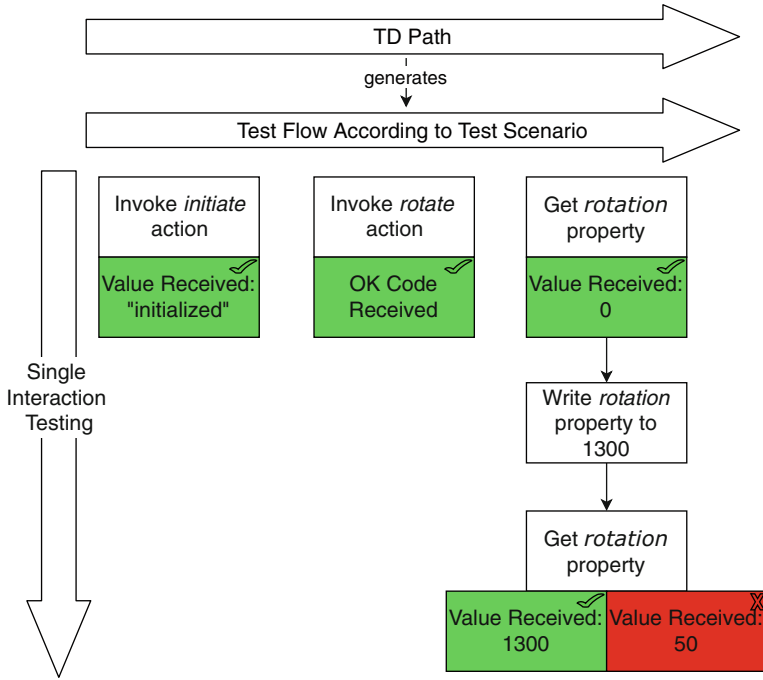 TD Path
generates
Test Flow According to Test Scenario
Invoke initiate
action
Value Received:
"initialized"
Invoke rotate
action
OK Code
Received
Get rotation
property
Value Received:
0
Single
Interaction
Testing
Write rotation
property to
1300
Get rotation
property
Value Received:
1300
Value Received:
50
X